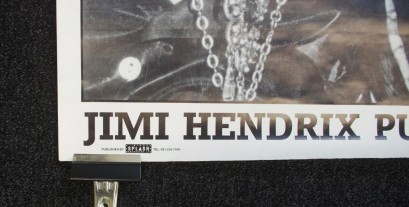 JIMI HENDRIX PU
PUBLISHED BY SPLASH